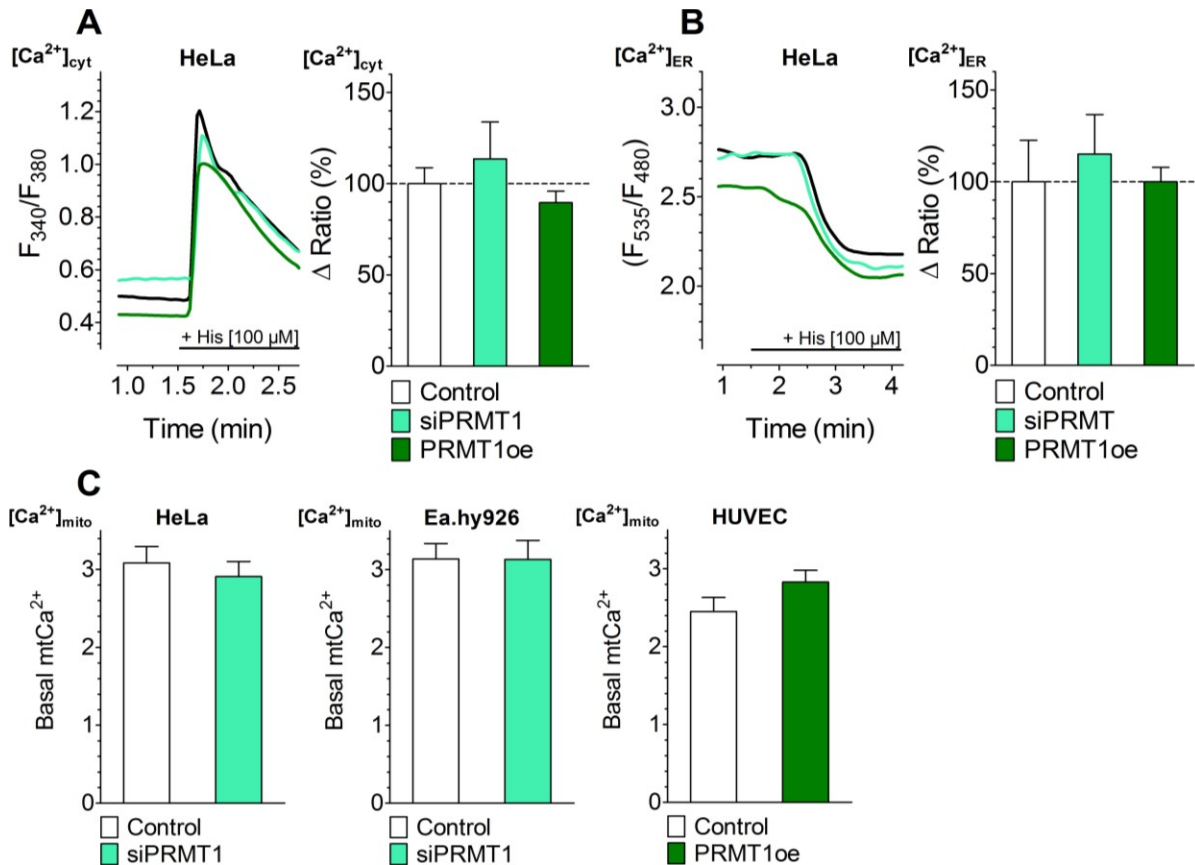 A
[Ca²⁺]cyt HeLa
F340/F380
1.2
1.0
0.8
0.6
0.4
+ His [100 µM]
1.0 1.5 2.0 2.5
Time (min)
[Ca²⁺]cyt
Δ Ratio (%)
150
100
50
0
Control
siPRMT1
PRMT1oe
B
[Ca²⁺]ER HeLa
(F535/F480)
3.0
2.5
2.0
+ His [100 µM]
1 2 3 4
Time (min)
[Ca²⁺]ER
Δ Ratio (%)
150
100
50
0
Control
siPRMT
PRMT1oe
C
[Ca²⁺]mito HeLa
Basal mtCa²⁺
3
2
1
0
Control
siPRMT1
[Ca²⁺]mito Ea.hy926
Basal mtCa²⁺
3
2
1
0
Control
siPRMT1
[Ca²⁺]mito HUVEC
Basal mtCa²⁺
3
2
1
0
Control
PRMT1oe